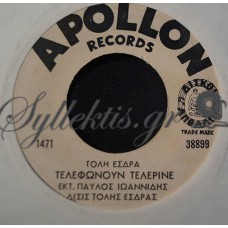 APOLLON
RECORDS
1471
38899
TRADE MARK
ΤΟΛΗ ΕΣΔΡΑ
ΤΕΛΕΦΩΝΟΥΝ ΤΕΛΕΡΙΝΕ
ΕΚΤ. ΠΑΥΛΟΣ ΙΩΑΝΝΙΔΗΣ
ΔΙΣΙΣ ΤΟΛΗΣ ΕΣΔΡΑΣ
Syllektis.gr